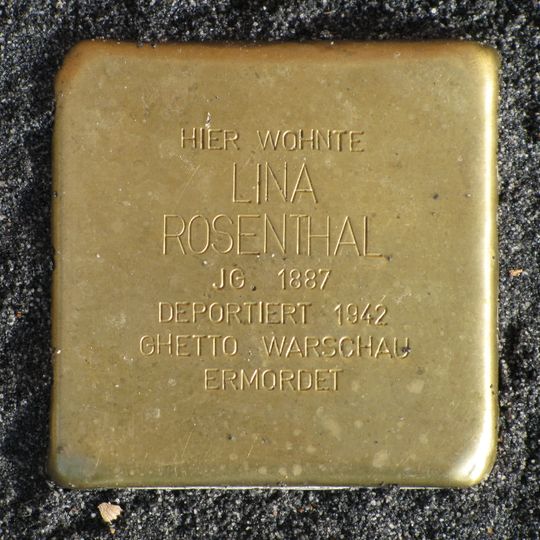 HIER WOHNTE
LINA
ROSENTHAL
JG. 1887
DEPORTIERT 1942
GHETTO WARSCHAU
ERMORDET